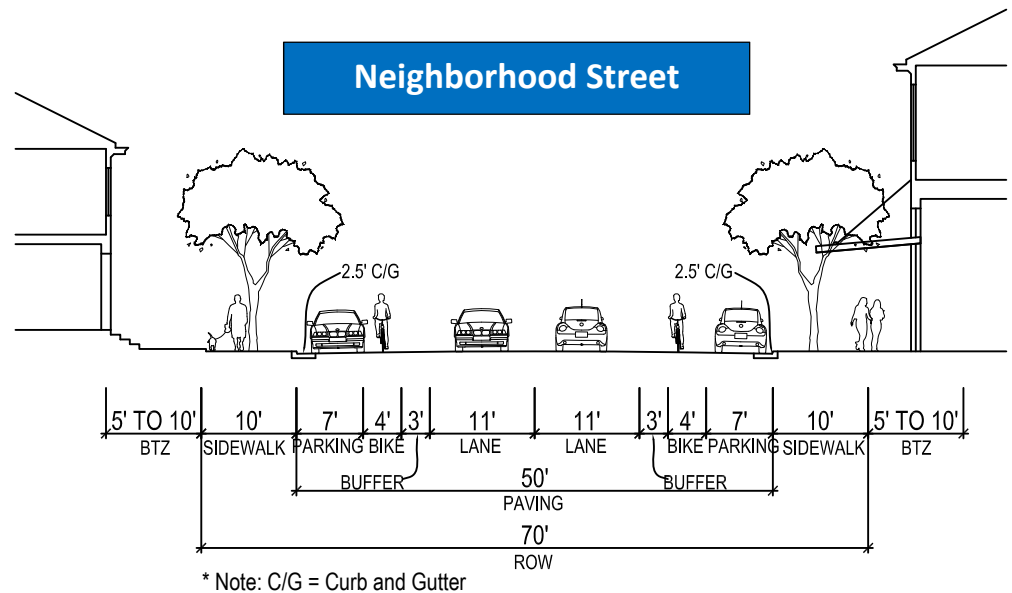 Neighborhood Street
2.5' C/G
2.5' C/G
5' TO 10' 10' 7' 4' 3' 11' 11' 3' 4' 7' 10' 5' TO 10'
BTZ SIDEWALK PARKING BIKE LANE LANE BIKE PARKING SIDEWALK BTZ
BUFFER 50' BUFFER
PAVING
70'
ROW
* Note: C/G = Curb and Gutter